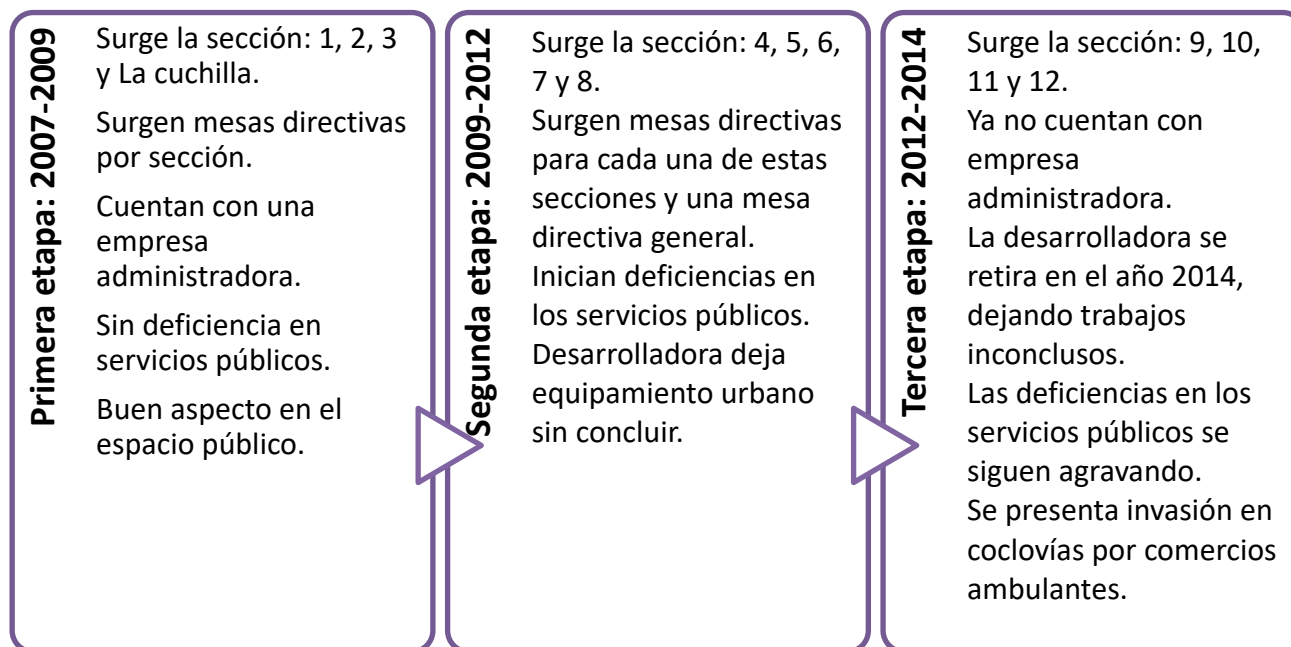 Primera etapa: 2007-2009
Surge la sección: 1, 2, 3
y La cuchilla.
Surgen mesas directivas
por sección.
Cuentan con una
empresa
administradora.
Sin deficiencia en
servicios públicos.
Buen aspecto en el
espacio público.
Segunda etapa: 2009-2012
Surge la sección: 4, 5, 6,
7 y 8.
Surgen mesas directivas
para cada una de estas
secciones y una mesa
directiva general.
Inician deficiencias en
los servicios públicos.
Desarrolladora deja
equipamiento urbano
sin concluir.
Tercera etapa: 2012-2014
Surge la sección: 9, 10,
11 y 12.
Ya no cuentan con
empresa
administradora.
La desarrolladora se
retira en el año 2014,
dejando trabajos
inconclusos.
Las deficiencias en los
servicios públicos se
siguen agravando.
Se presenta invasión en
coclovías por comercios
ambulantes.